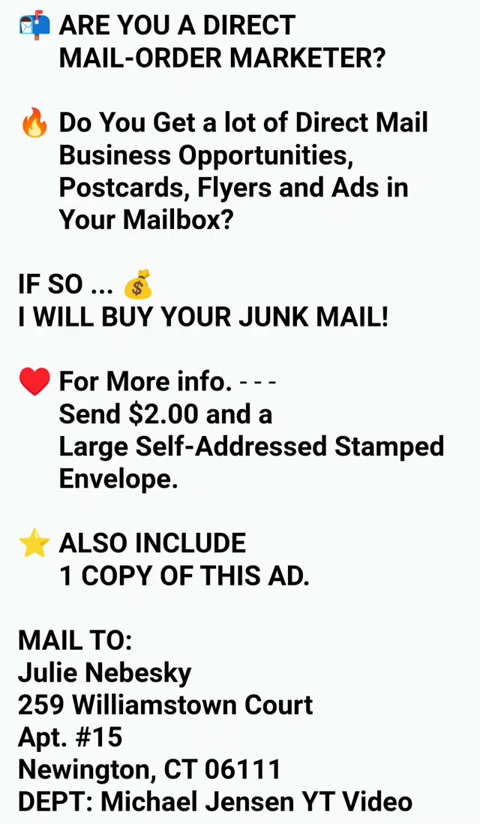 📬 ARE YOU A DIRECT
MAIL-ORDER MARKETER?
🔥 Do You Get a lot of Direct Mail
Business Opportunities,
Postcards, Flyers and Ads in
Your Mailbox?
IF SO ... 💰
I WILL BUY YOUR JUNK MAIL!
❤️ For More info. - - -
Send $2.00 and a
Large Self-Addressed Stamped
Envelope.
⭐ ALSO INCLUDE
1 COPY OF THIS AD.
MAIL TO:
Julie Nebesky
259 Williamstown Court
Apt. #15
Newington, CT 06111
DEPT: Michael Jensen YT Video